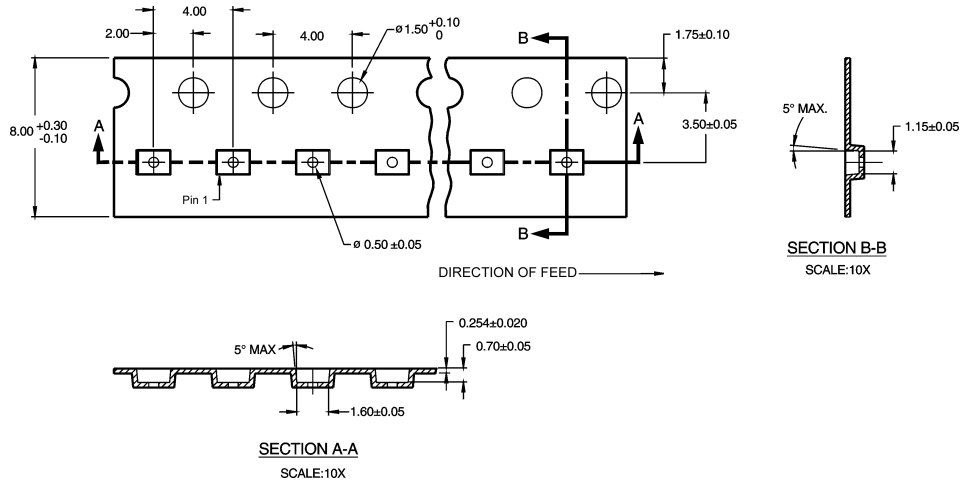 4.00
2.00
4.00
ø1.50 +0.10
0
B
1.75±0.10
8.00 +0.30
-0.10
A
A
3.50±0.05
5° MAX.
1.15±0.05
Pin 1
B
ø 0.50 ±0.05
SECTION B-B
SCALE:10X
DIRECTION OF FEED
0.254±0.020
5° MAX
0.70±0.05
1.60±0.05
SECTION A-A
SCALE:10X